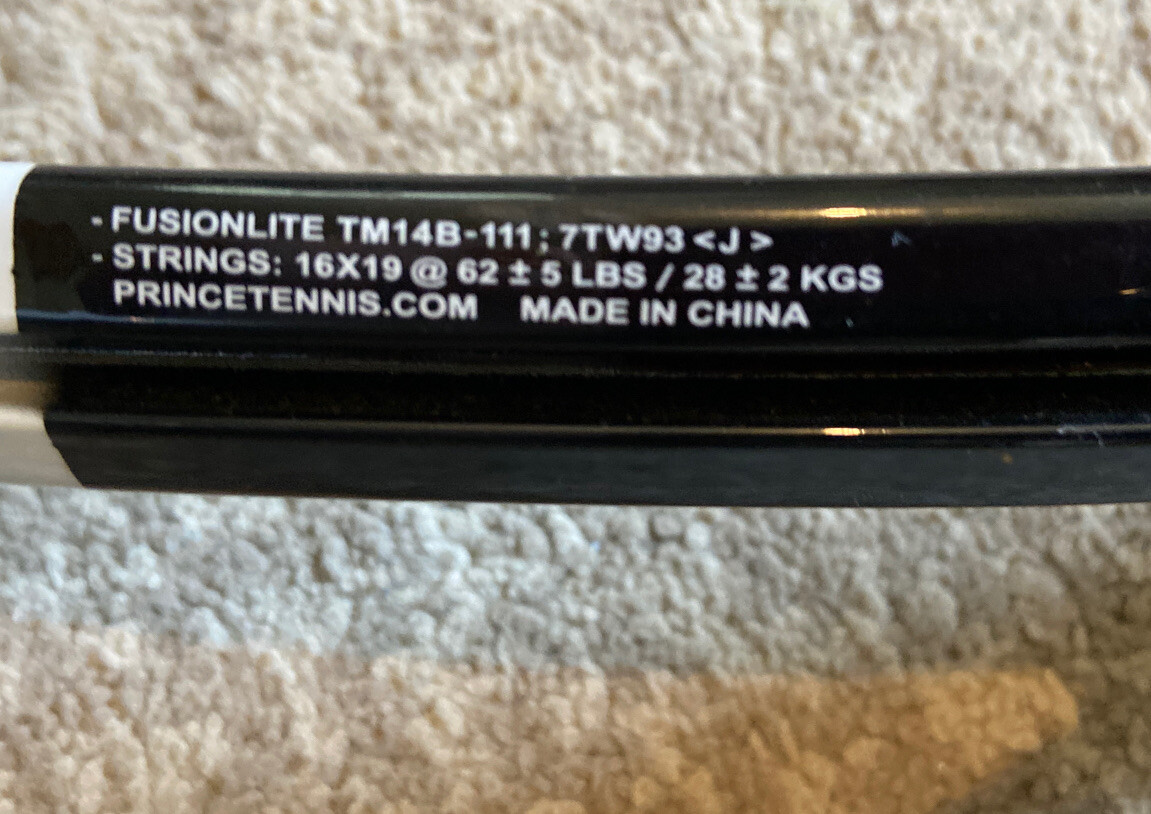 - FUSIONLITE TM14B-111; 7TW93 <J >
- STRINGS: 16X19 @ 62 ± 5 LBS / 28 ± 2 KGS
PRINCETENNIS.COM MADE IN CHINA